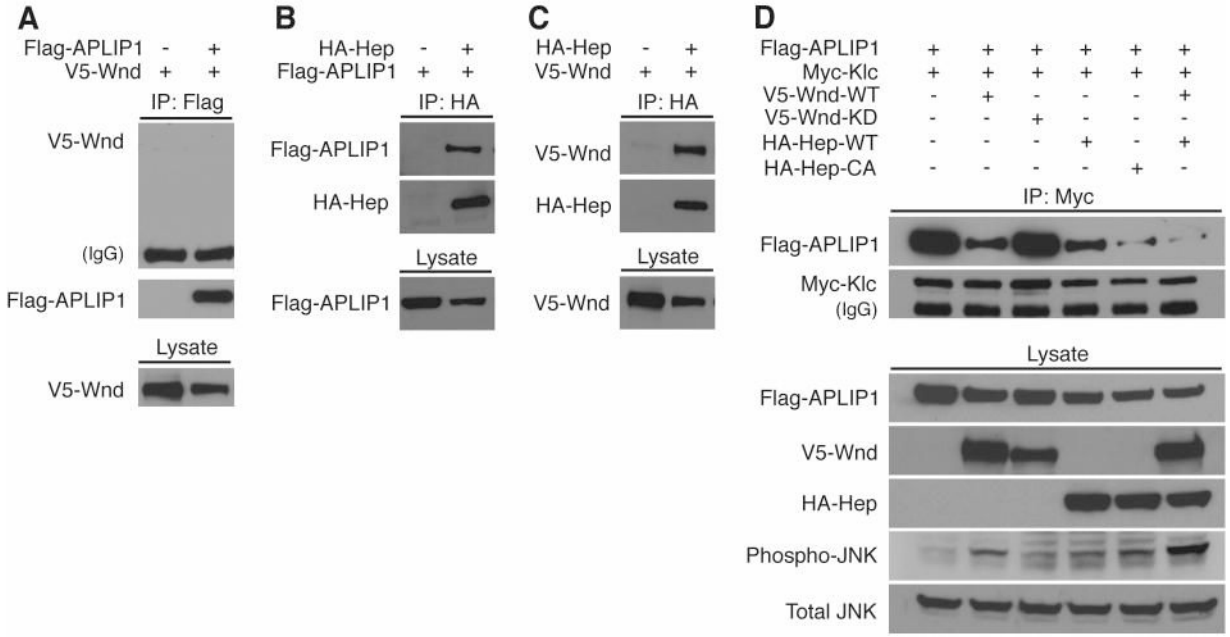 A
Flag-APLIP1 - +
V5-Wnd + +
IP: Flag
V5-Wnd
(IgG)
Flag-APLIP1
Lysate
V5-Wnd
B
HA-Hep - +
Flag-APLIP1 + +
IP: HA
Flag-APLIP1
HA-Hep
Lysate
Flag-APLIP1
C
HA-Hep - +
V5-Wnd + +
IP: HA
V5-Wnd
HA-Hep
Lysate
V5-Wnd
D
Flag-APLIP1 + + + + + +
Myc-Klc + + + + + +
V5-Wnd-WT - + - - - +
V5-Wnd-KD - - + - - -
HA-Hep-WT - - - + - +
HA-Hep-CA - - - - + -
IP: Myc
Flag-APLIP1
Myc-Klc
(IgG)
Lysate
Flag-APLIP1
V5-Wnd
HA-Hep
Phospho-JNK
Total JNK